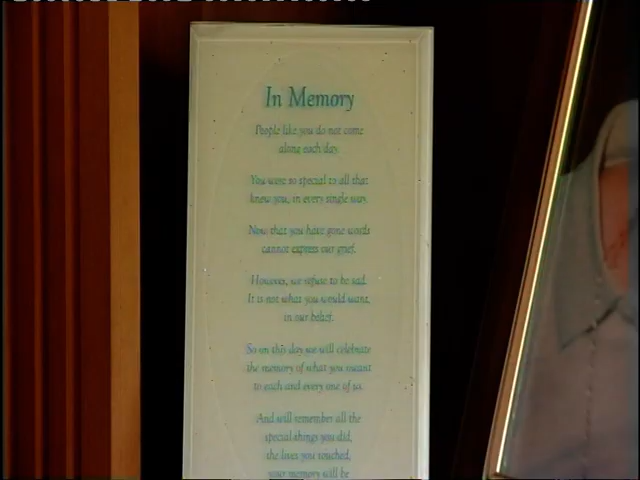 In Memory
People like you do not come
along each day.
You were so special to all that
knew you, in every single way.
Now that you have gone words
cannot express our grief.
However, we refuse to be sad.
It is not what you would want,
in our belief.
So on this day we will celebrate
the memory of what you meant
to each and every one of us.
And will remember all the
special things you did,
the lives you touched,
your memory will be